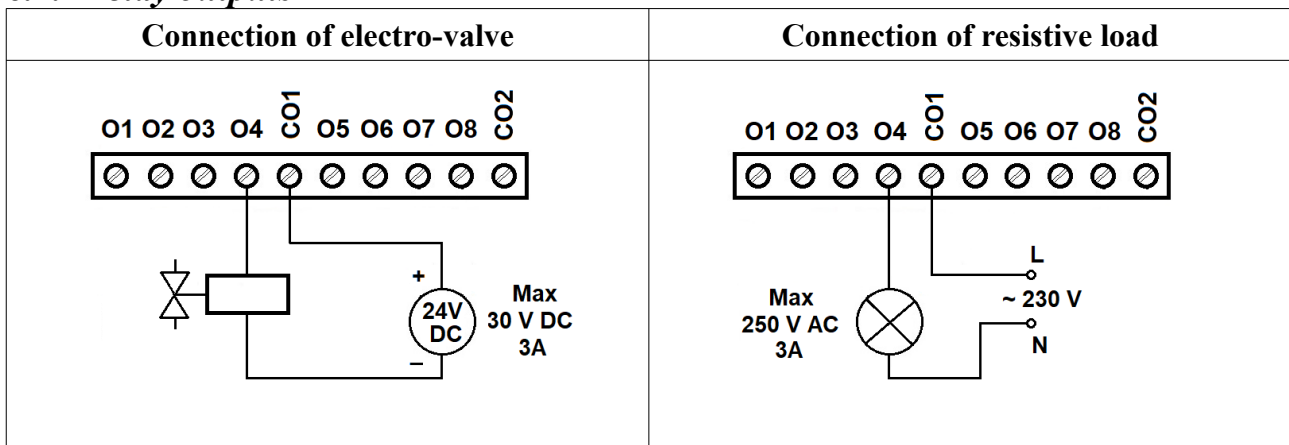 Connection of electro-valve
Connection of resistive load
O1 O2 O3 O4 CO1 O5 O6 O7 O8 CO2
+
24V
DC
–
Max
30 V DC
3A
O1 O2 O3 O4 CO1 O5 O6 O7 O8 CO2
L
~ 230 V
N
Max
250 V AC
3A